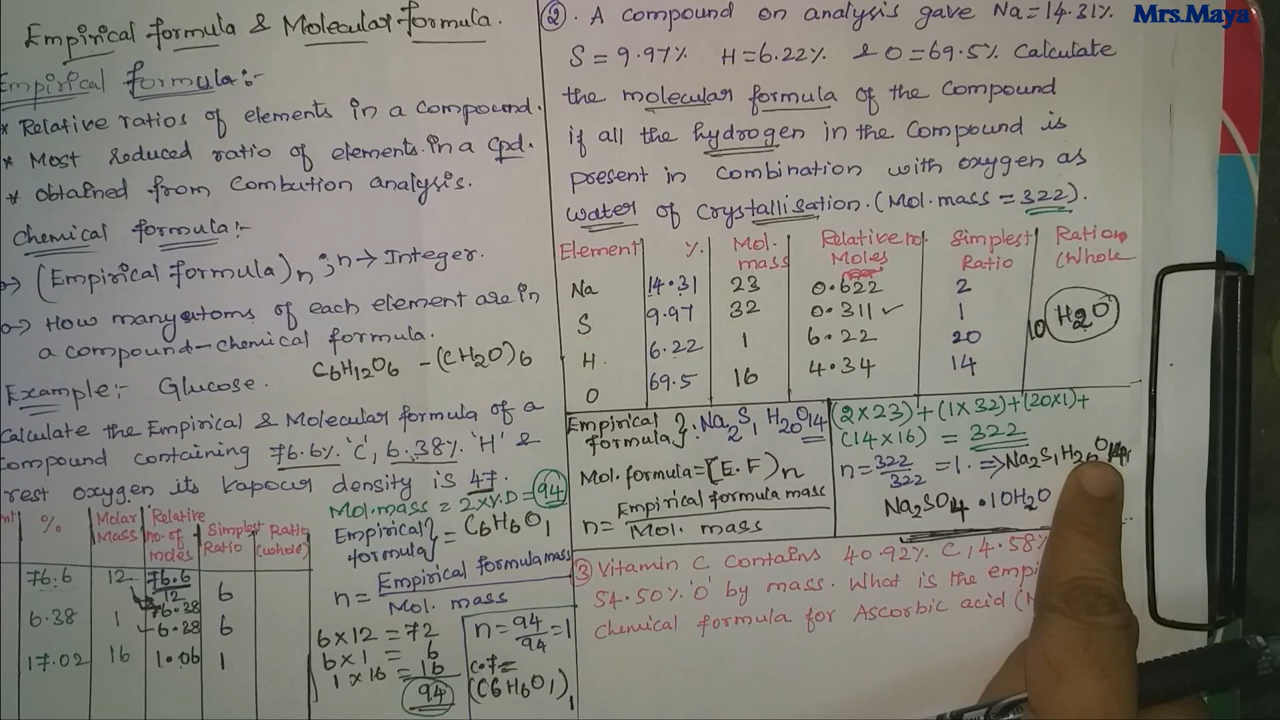 Empirical formula & Molecular formula.
Empirical formula:-
* Relative ratios of elements in a compound.
* Most reduced ratio of elements in a cpd.
* Obtained from Combution analysis.
Chemical formula:-
(Empirical formula)n ; n→ Integer.
How many atoms of each element are in
a compound - chemical formula.
C6H12O6 - (CH2O)6
Example:- Glucose.
Calculate the Empirical & Molecular formula of a
compound containing 76.6% 'C', 6.38% 'H' &
rest oxygen its vapour density is 47.
Mol. mass = 2×V.D = 94
% Molar Mass Relative no. of moles Simplest Ratio Ratio (whole)
76.6 12 76.6/12 6
6.38 1 6.38 6
17.02 16 1.06 1
Empirical formula } = C6H6O1
n = Empirical formula mass
Mol. mass
6×12 = 72
6×1 = 6
1×16 = 16
94
n = 94/94 = 1
(C6H6O1)1
② A compound on analysis gave Na=14.31%
S = 9.97% H=6.22% & O=69.5% Calculate
the molecular formula of the compound
if all the hydrogen in the compound is
present in combination with oxygen as
water of crystallisation. (Mol. mass = 322).
Element % Mol. mass Relative no. Moles Simplest Ratio Ratio (Whole
Na 14.31 23 0.622 2
S 9.97 32 0.311 ✓ 1
H 6.22 1 6.22 20
O 69.5 16 4.34 14
10 H2O
Empirical formula } : Na2S1 H20O14
Mol. formula = [E.F]n
n = Empirical formula mass
Mol. mass
(2×23)+(1×32)+(20×1)+
(14×16) = 322
n = 322/322 = 1. ⇒ Na2S1H20O14
Na2SO4 . 10H2O
③ Vitamin C contains 40.92% C, 4.58%
54.50% 'O' by mass. What is the empi
chemical formula for Ascorbic acid (
Mrs.Maya